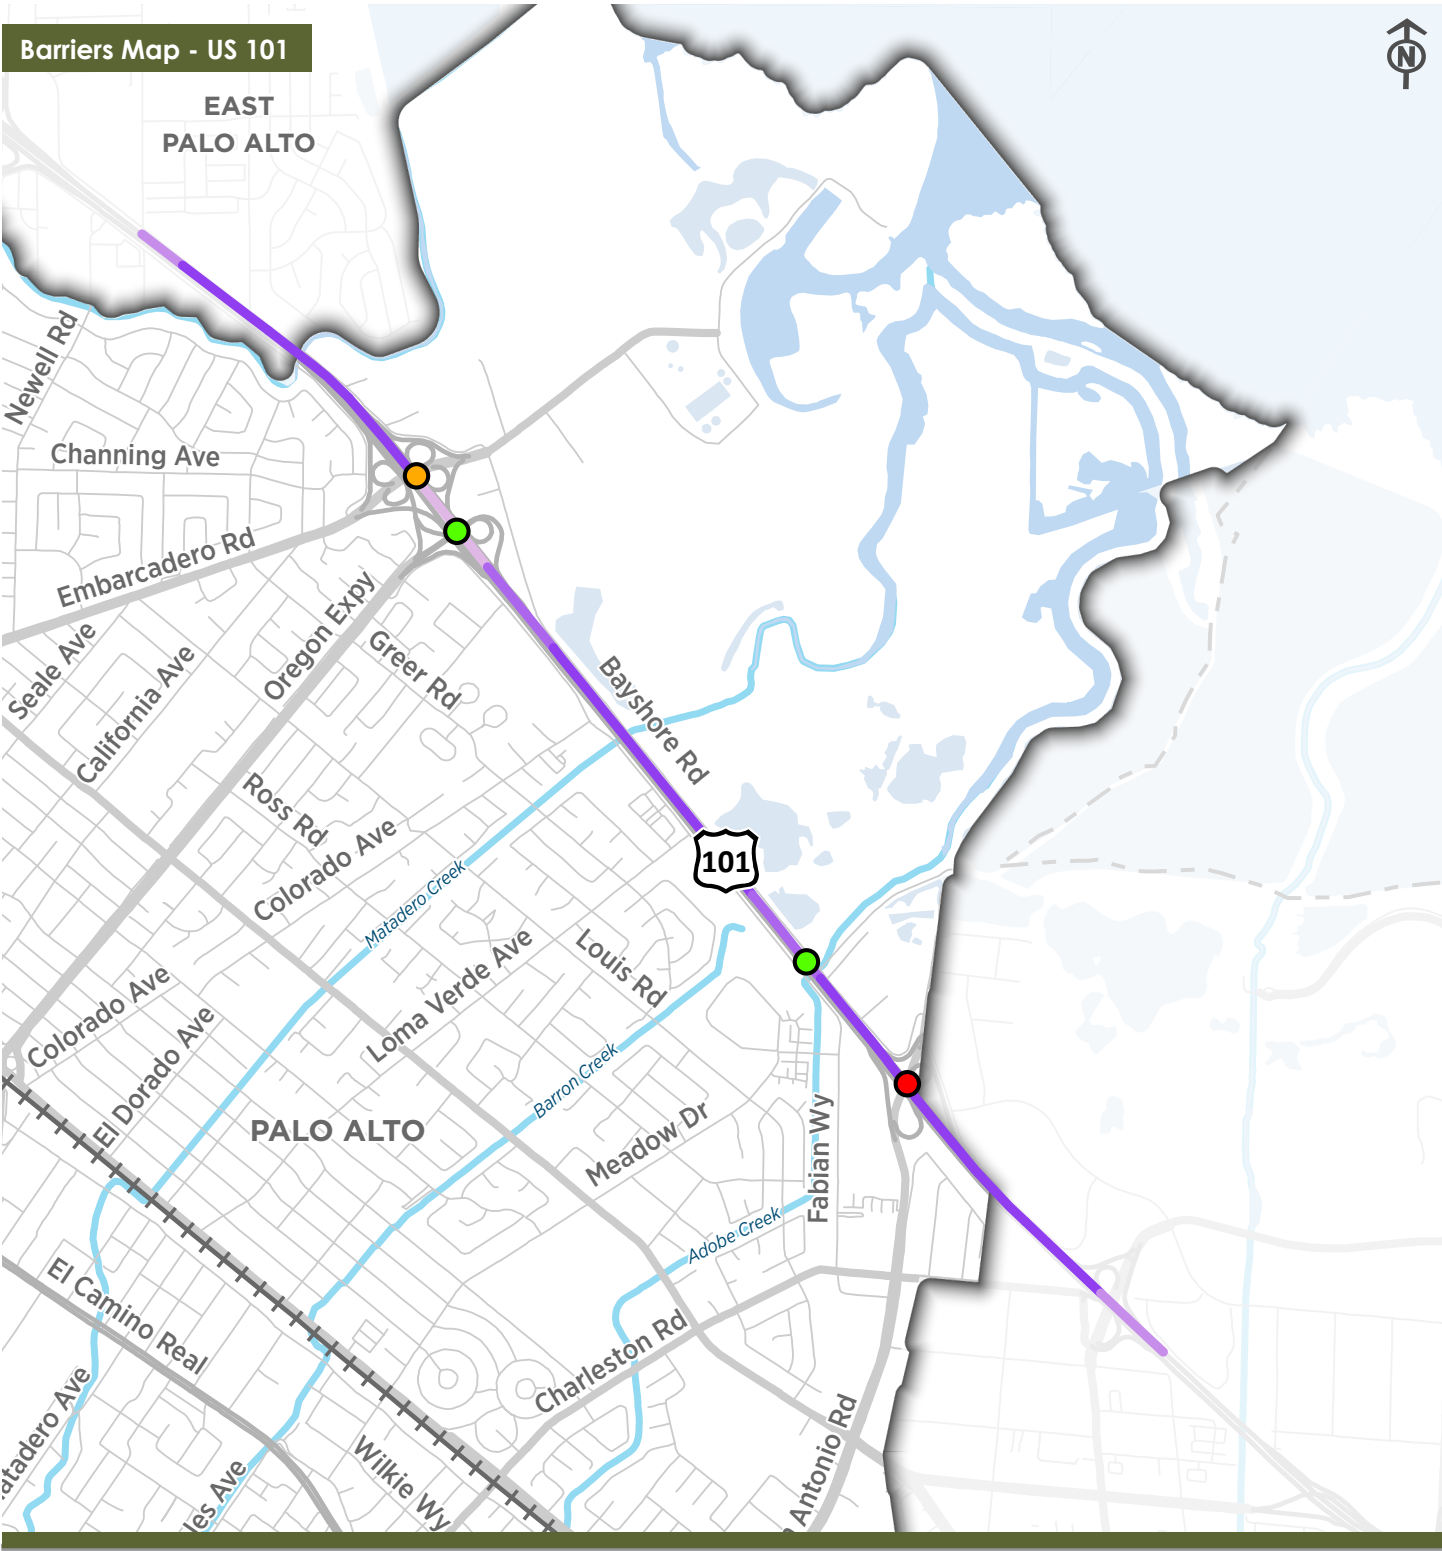 Barriers Map - US 101
N
EAST
PALO ALTO
Newell Rd
Channing Ave
Embarcadero Rd
Seale Ave
California Ave
Oregon Expy
Greer Rd
Bayshore Rd
Ross Rd
Colorado Ave
Matadero Creek
101
Loma Verde Ave
Louis Rd
Colorado Ave
El Dorado Ave
Barron Creek
PALO ALTO
Meadow Dr
Fabian Wy
Adobe Creek
El Camino Real
Charleston Rd
atadero Ave
les Ave
Wilkie Wy
Antonio Rd